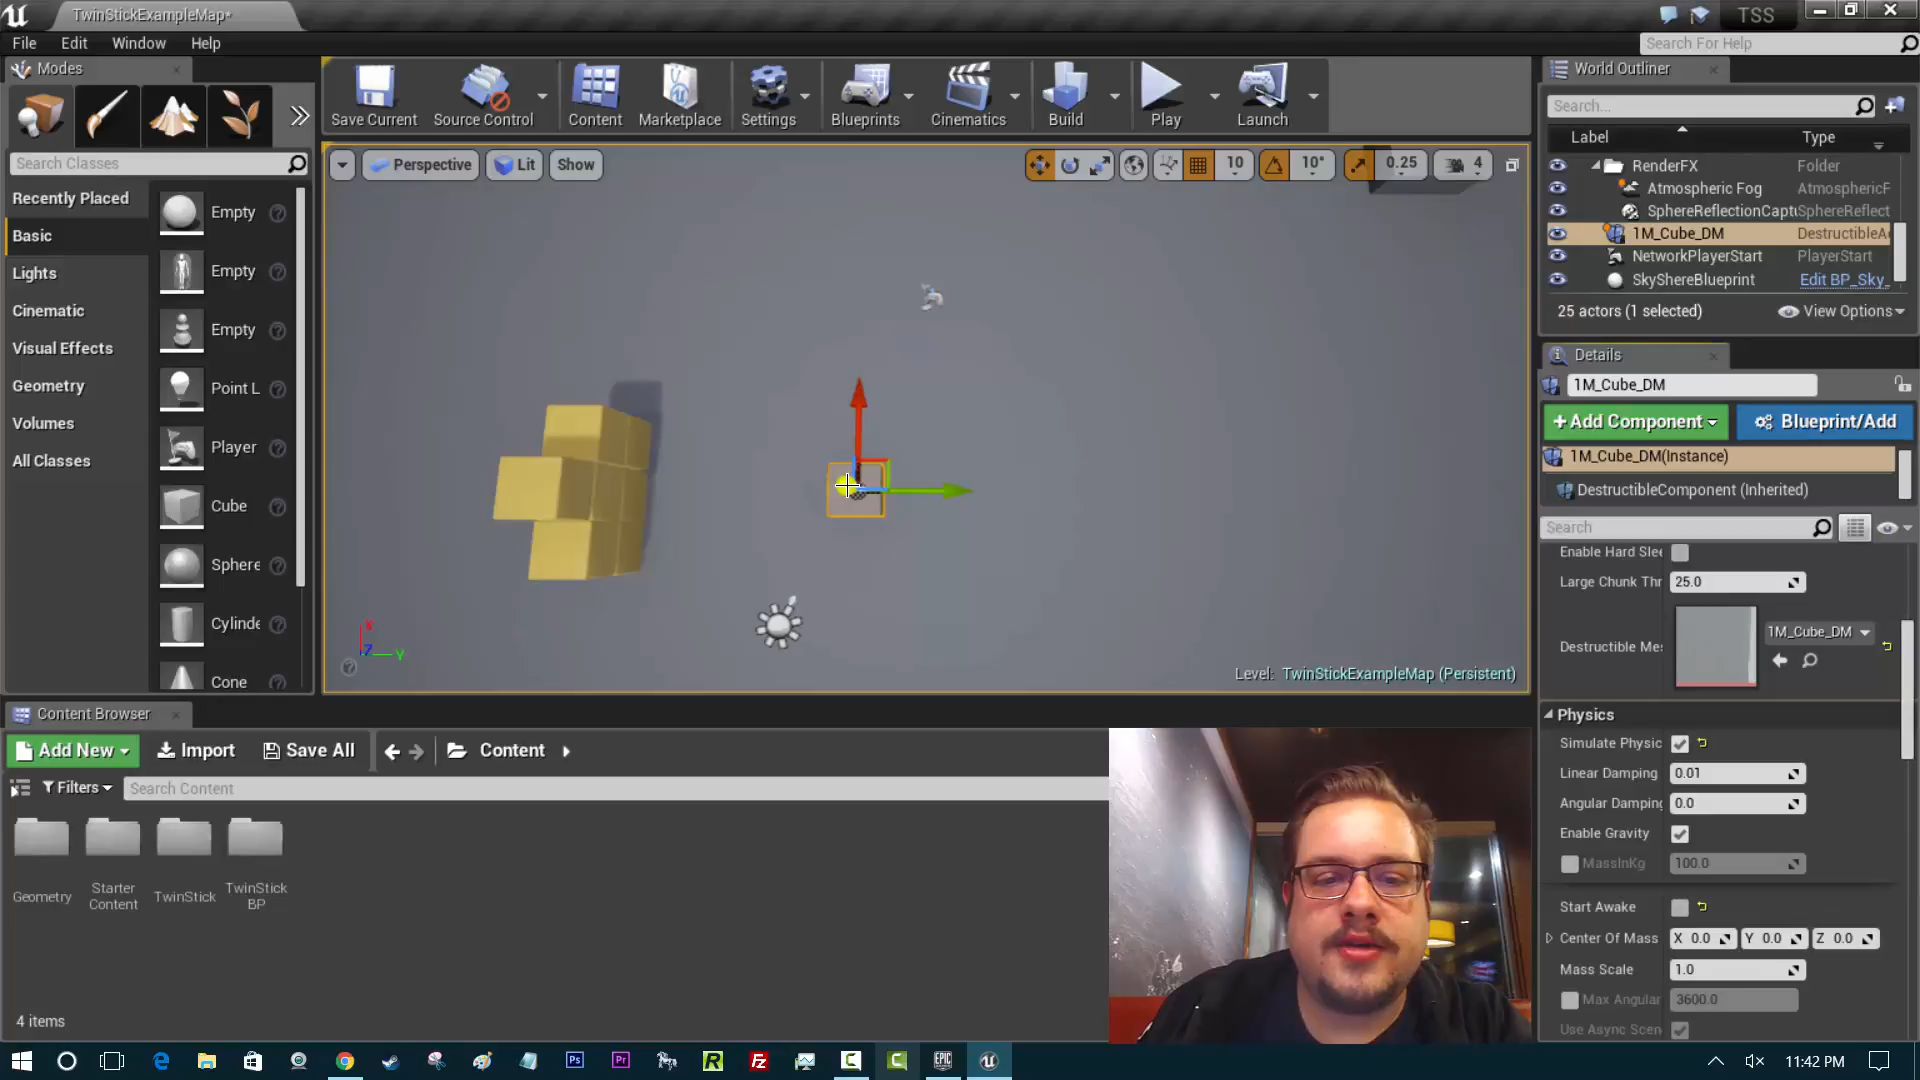 TwinStickExampleMap*
TSS
File Edit Window Help
Search For Help
Modes
Search Classes
Recently Placed
Basic
Lights
Cinematic
Visual Effects
Geometry
Volumes
All Classes
Empty
Empty
Empty
Point L
Player
Cube
Sphere
Cylinde
Cone
Save Current
Source Control
Content
Marketplace
Settings
Blueprints
Cinematics
Build
Play
Launch
Perspective
Lit
Show
10
10°
0.25
4
X
Z
Y
Level: TwinStickExampleMap (Persistent)
World Outliner
Search...
Label Type
RenderFX Folder
Atmospheric Fog AtmosphericF
SphereReflectionCaptu SphereReflect
1M_Cube_DM DestructibleA
NetworkPlayerStart PlayerStart
SkyShereBlueprint Edit BP_Sky_
25 actors (1 selected)
View Options
Details
1M_Cube_DM
+ Add Component
Blueprint/Add
1M_Cube_DM(Instance)
DestructibleComponent (Inherited)
Search
Enable Hard Slee
Large Chunk Thr 25.0
Destructible Mes
1M_Cube_DM
Physics
Simulate Physic
Linear Damping 0.01
Angular Damping 0.0
Enable Gravity
MassInKg 100.0
Start Awake
Center Of Mass X 0.0 Y 0.0 Z 0.0
Mass Scale 1.0
Max Angular 3600.0
Use Async Scen
Content Browser
Add New
Import
Save All
Content
Filters
Search Content
Geometry
Starter Content
TwinStick
TwinStick BP
4 items
Ps
Pr
R
Fz
EPIC
11:42 PM